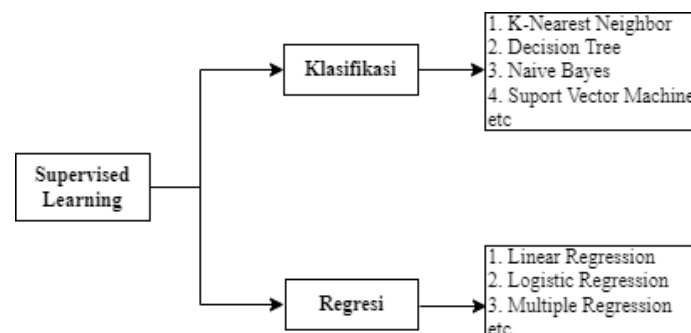 Supervised
Learning
Klasifikasi
1. K-Nearest Neighbor
2. Decision Tree
3. Naive Bayes
4. Suport Vector Machine
etc
Regresi
1. Linear Regression
2. Logistic Regression
3. Multiple Regression
etc